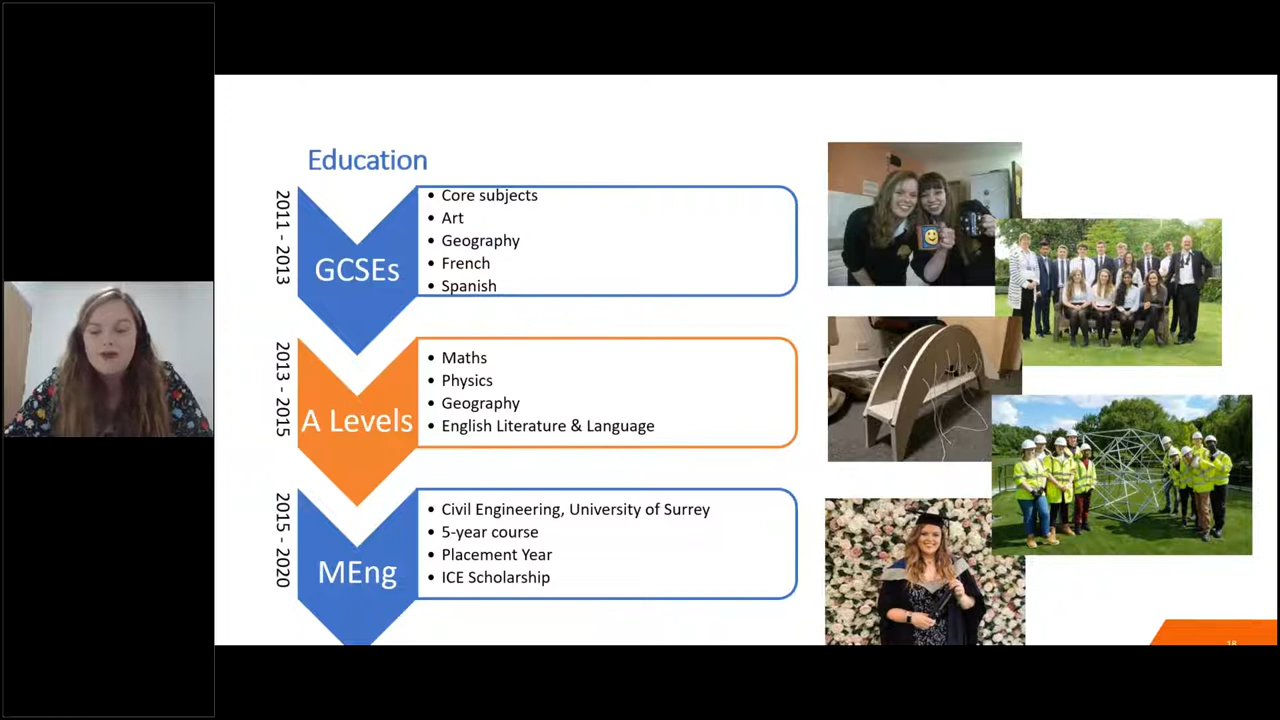 Education
2011 - 2013
GCSEs
• Core subjects
• Art
• Geography
• French
• Spanish
2013 - 2015
A Levels
• Maths
• Physics
• Geography
• English Literature & Language
2015 - 2020
MEng
• Civil Engineering, University of Surrey
• 5-year course
• Placement Year
• ICE Scholarship